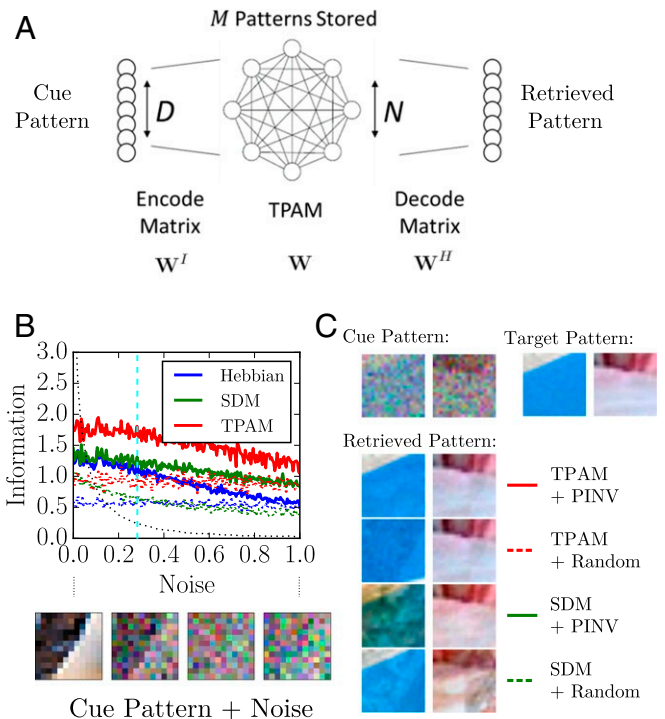 A
M Patterns Stored
Cue
Pattern
D
N
Retrieved
Pattern
Encode
Matrix
TPAM
Decode
Matrix
W^I
W
W^H
B
3.0
2.5
2.0
1.5
1.0
0.5
0.0
Information
Hebbian
SDM
TPAM
0.0 0.2 0.4 0.6 0.8 1.0
Noise
Cue Pattern + Noise
C
Cue Pattern:
Target Pattern:
Retrieved Pattern:
TPAM
+ PINV
TPAM
+ Random
SDM
+ PINV
SDM
+ Random